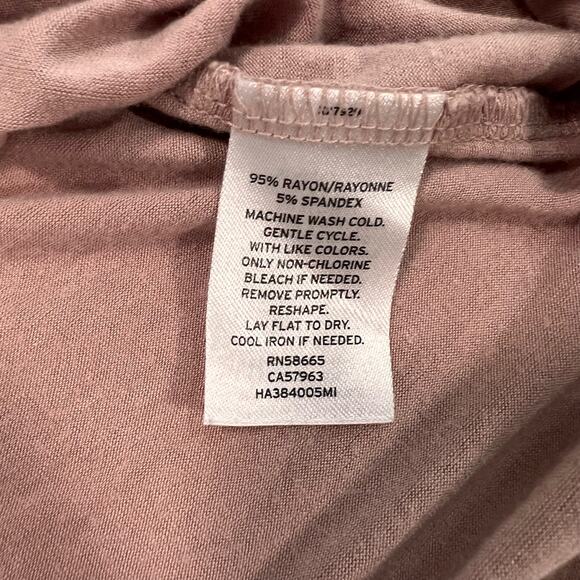 95% RAYON/RAYONNE
5% SPANDEX
MACHINE WASH COLD.
GENTLE CYCLE.
WITH LIKE COLORS.
ONLY NON-CHLORINE
BLEACH IF NEEDED.
REMOVE PROMPTLY.
RESHAPE.
LAY FLAT TO DRY.
COOL IRON IF NEEDED.
RN58665
CA57963
HA384005MI